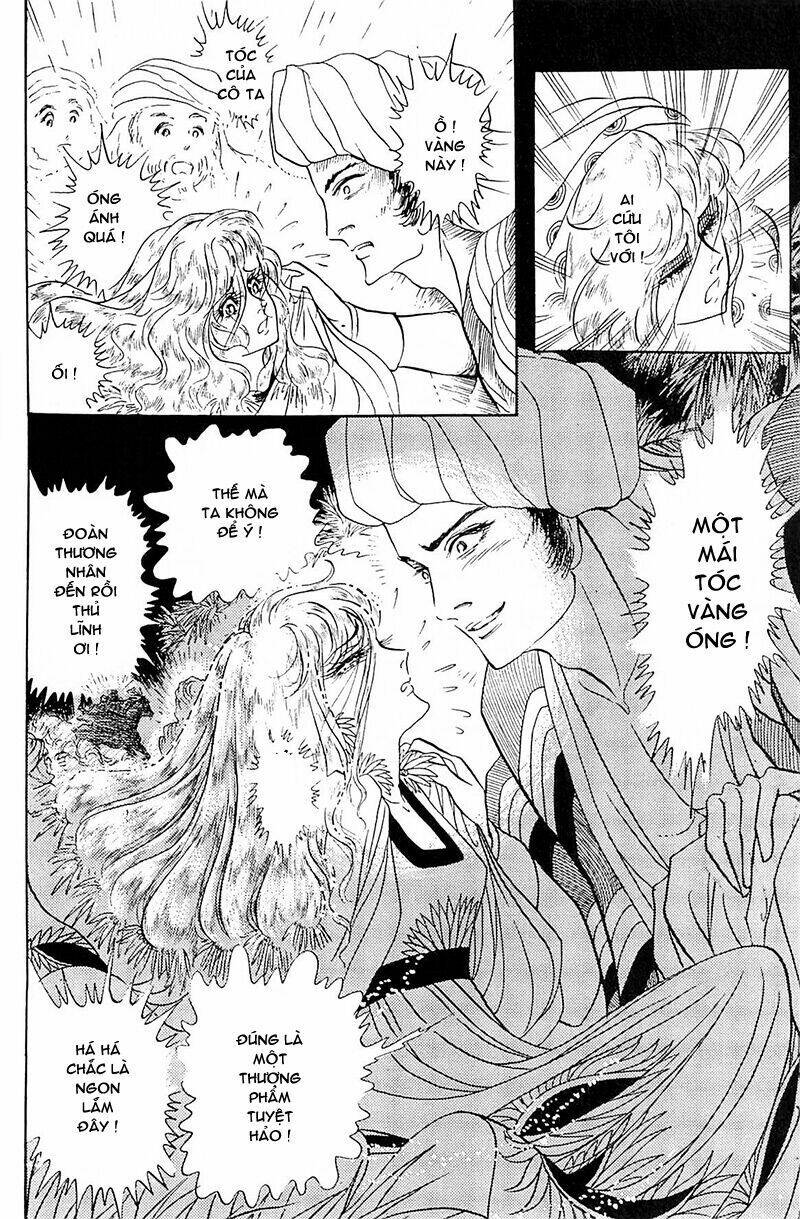 AI
CỨU
TÔI
VỚI !
Ồ !
VÀNG
NÀY !
TÓC
CỦA
CÔ TA
ÓNG
ÁNH
QUÁ !
ỐI !
MỘT
MÁI
TÓC
VÀNG
ÓNG !
THẾ MÀ
TA KHÔNG
ĐỂ Ý !
ĐOÀN
THƯƠNG
NHÂN
ĐẾN RỒI
THỦ
LĨNH
ƠI !
ĐÚNG LÀ
MỘT
THƯỢNG
PHẨM
TUYỆT
HẢO !
HÁ HÁ
CHẮC LÀ
NGON
LẮM
ĐÂY !